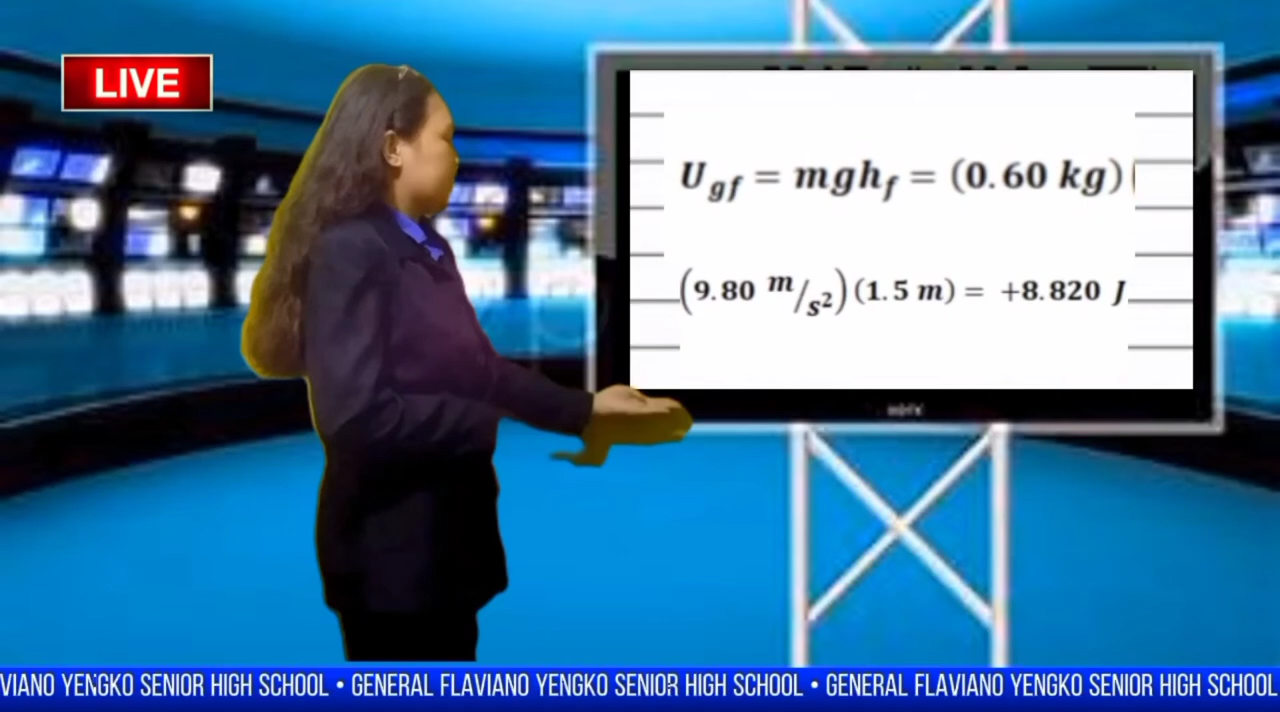 LIVE
U_gf = mgh_f = (0.60 kg)(
(9.80 m/s²)(1.5 m) = +8.820 J
VIANO YENGKO SENIOR HIGH SCHOOL • GENERAL FLAVIANO YENGKO SENIOR HIGH SCHOOL • GENERAL FLAVIANO YENGKO SENIOR HIGH SCHOOL